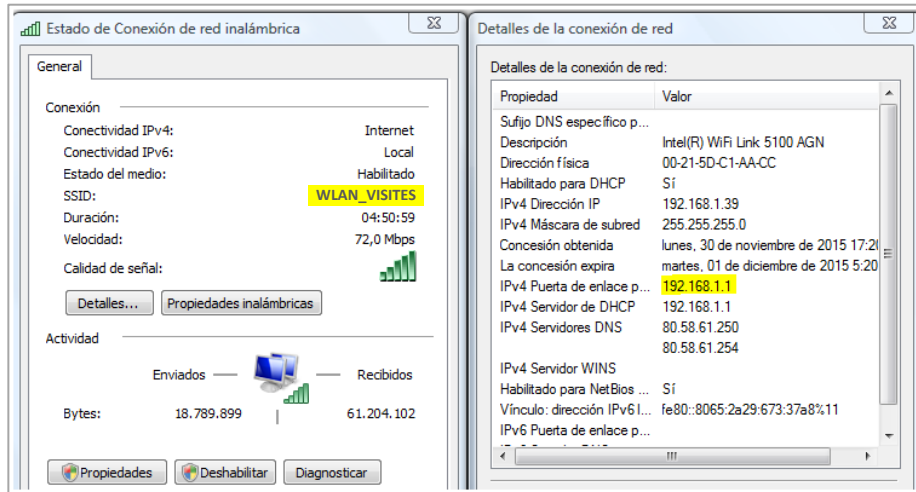 Estado de Conexión de red inalámbrica
General
Conexión
Conectividad IPv4: Internet
Conectividad IPv6: Local
Estado del medio: Habilitado
SSID: WLAN_VISITES
Duración: 04:50:59
Velocidad: 72,0 Mbps
Calidad de señal:
Detalles... Propiedades inalámbricas
Actividad
Enviados Recibidos
Bytes: 18.789.899 61.204.102
Propiedades Deshabilitar Diagnosticar
Detalles de la conexión de red
Detalles de la conexión de red:
Propiedad Valor
Sufijo DNS específico p...
Descripción Intel(R) WiFi Link 5100 AGN
Dirección física 00-21-5D-C1-AA-CC
Habilitado para DHCP Sí
IPv4 Dirección IP 192.168.1.39
IPv4 Máscara de subred 255.255.255.0
Concesión obtenida lunes, 30 de noviembre de 2015 17:20
La concesión expira martes, 01 de diciembre de 2015 5:20
IPv4 Puerta de enlace p... 192.168.1.1
IPv4 Servidor de DHCP 192.168.1.1
IPv4 Servidores DNS 80.58.61.250
80.58.61.254
IPv4 Servidor WINS
Habilitado para NetBios ... Sí
Vínculo: dirección IPv6 l... fe80::8065:2a29:673:37a8%11
IPv6 Puerta de enlace p...